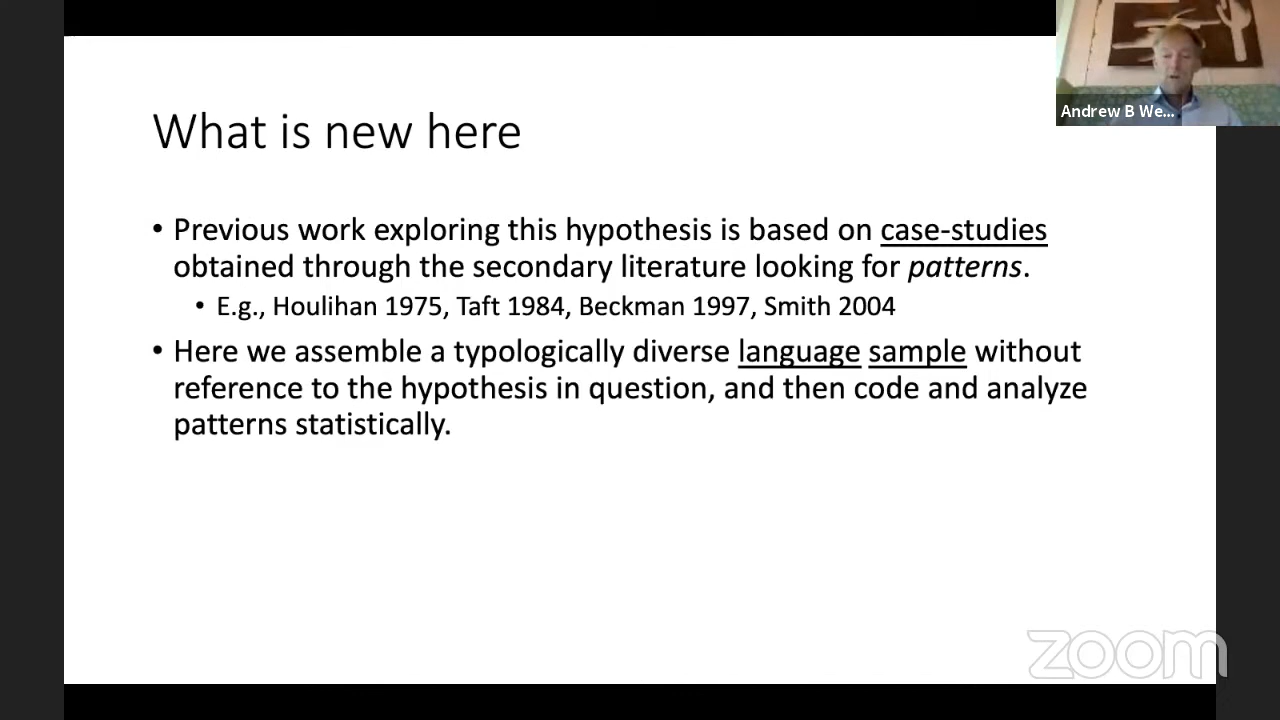 What is new here
• Previous work exploring this hypothesis is based on case-studies
obtained through the secondary literature looking for patterns.
• E.g., Houlihan 1975, Taft 1984, Beckman 1997, Smith 2004
• Here we assemble a typologically diverse language sample without
reference to the hypothesis in question, and then code and analyze
patterns statistically.
Andrew B We...
zoom